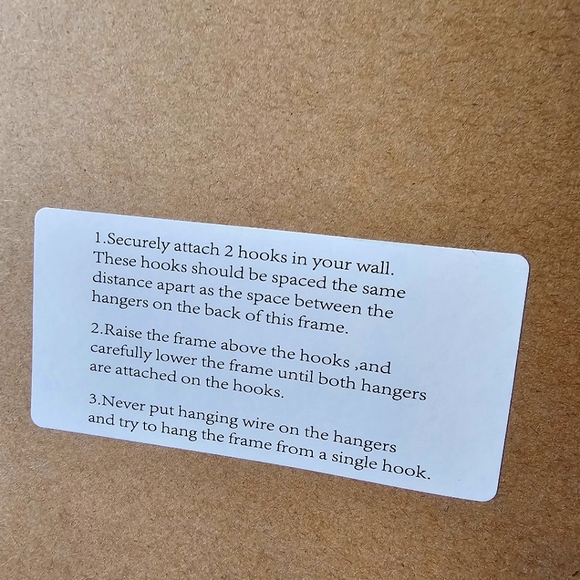 1.Securely attach 2 hooks in your wall.
These hooks should be spaced the same
distance apart as the space between the
hangers on the back of this frame.
2.Raise the frame above the hooks ,and
carefully lower the frame until both hangers
are attached on the hooks.
3.Never put hanging wire on the hangers
and try to hang the frame from a single hook.